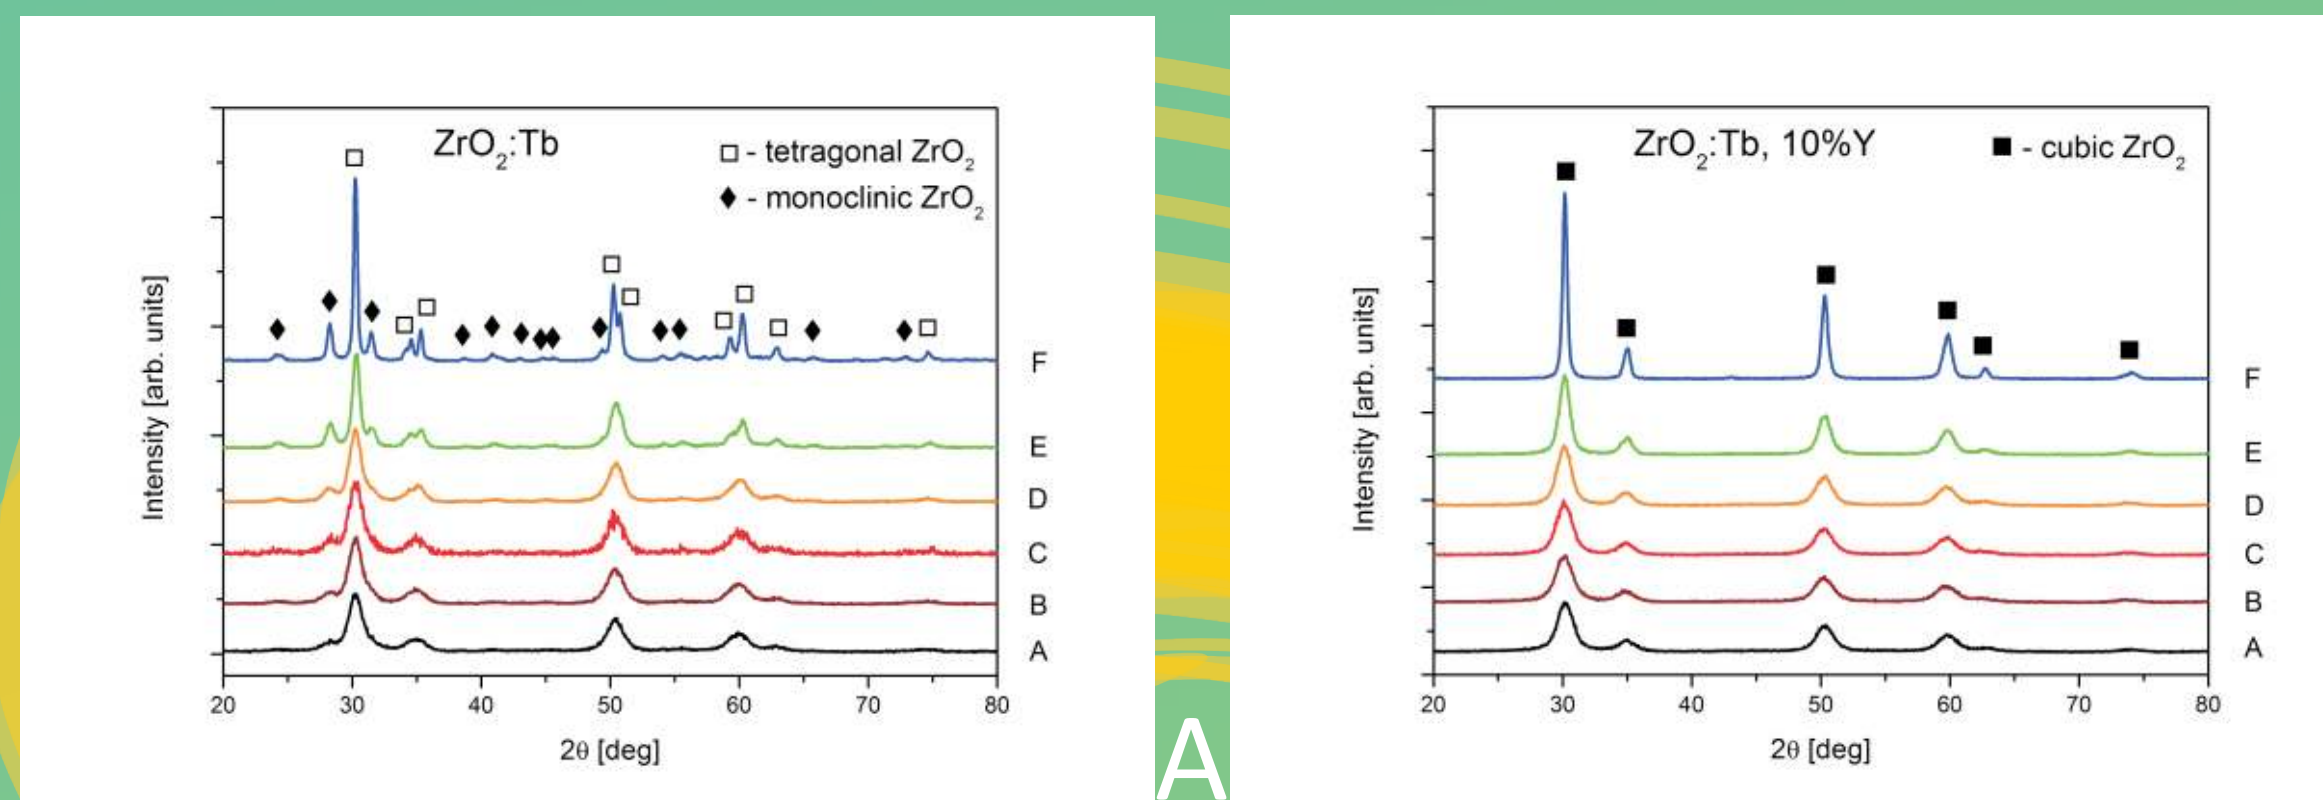 ZrO2:Tb
□ - tetragonal ZrO2
♦ - monoclinic ZrO2
Intensity [arb. units]
F
E
D
C
B
A
20 30 40 50 60 70 80
2θ [deg]
A
ZrO2:Tb, 10%Y
■ - cubic ZrO2
Intensity [arb. units]
F
E
D
C
B
A
20 30 40 50 60 70 80
2θ [deg]